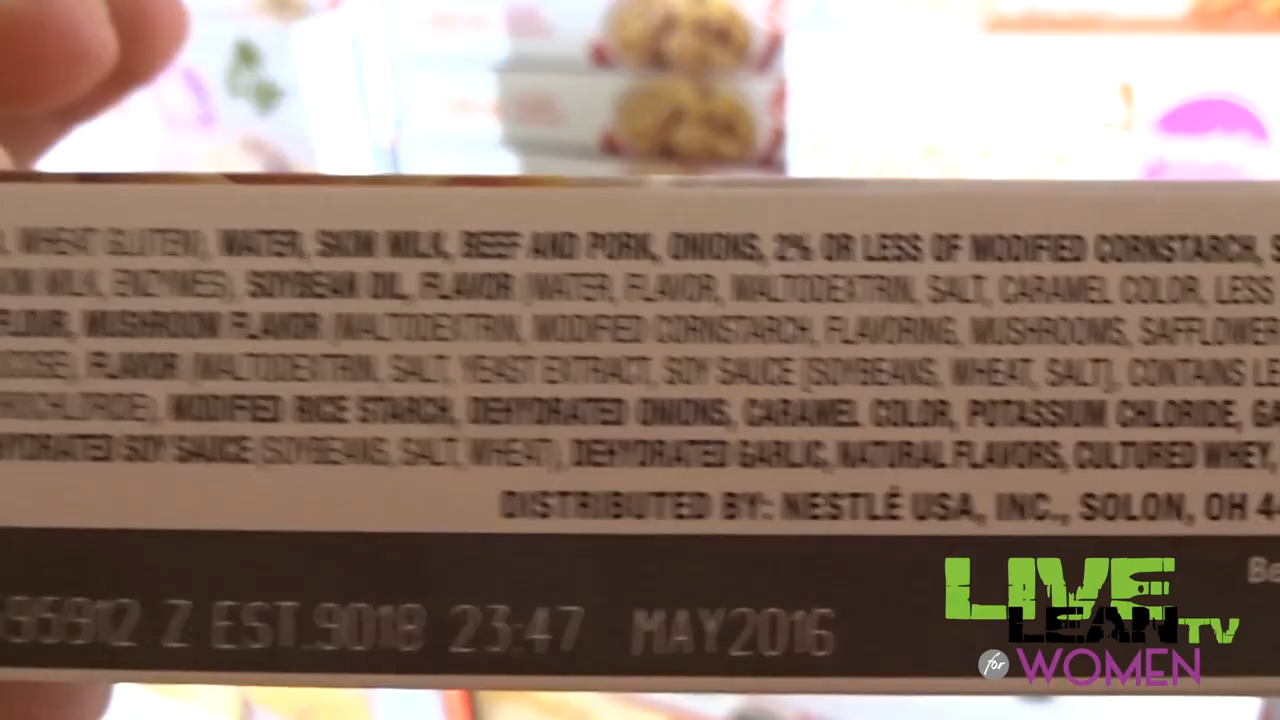 WHEAT GLUTEN), WATER, SKIM MILK, BEEF AND PORK, ONIONS, 2% OR LESS OF MODIFIED CORNSTARCH,
MILK, ENZYMES), SOYBEAN OIL, FLAVOR (WATER, FLAVOR, MALTODEXTRIN, SALT, CARAMEL COLOR, LESS
FLOUR, MUSHROOM FLAVOR (MALTODEXTRIN, MODIFIED CORNSTARCH, FLAVORING, MUSHROOMS, SAFFLOWER
FLAVOR (MALTODEXTRIN, SALT, YEAST EXTRACT, SOY SAUCE [SOYBEANS, WHEAT, SALT], CONTAINS
MODIFIED RICE STARCH, DEHYDRATED ONIONS, CARAMEL COLOR, POTASSIUM CHLORIDE,
SOY SAUCE (SOYBEANS, SALT, WHEAT), DEHYDRATED GARLIC, NATURAL FLAVORS, CULTURED WHEY,
DISTRIBUTED BY: NESTLÉ USA, INC., SOLON, OH
Be
95912 Z EST.9018 23:47 MAY2016
LIVE
LEAN TV
for WOMEN